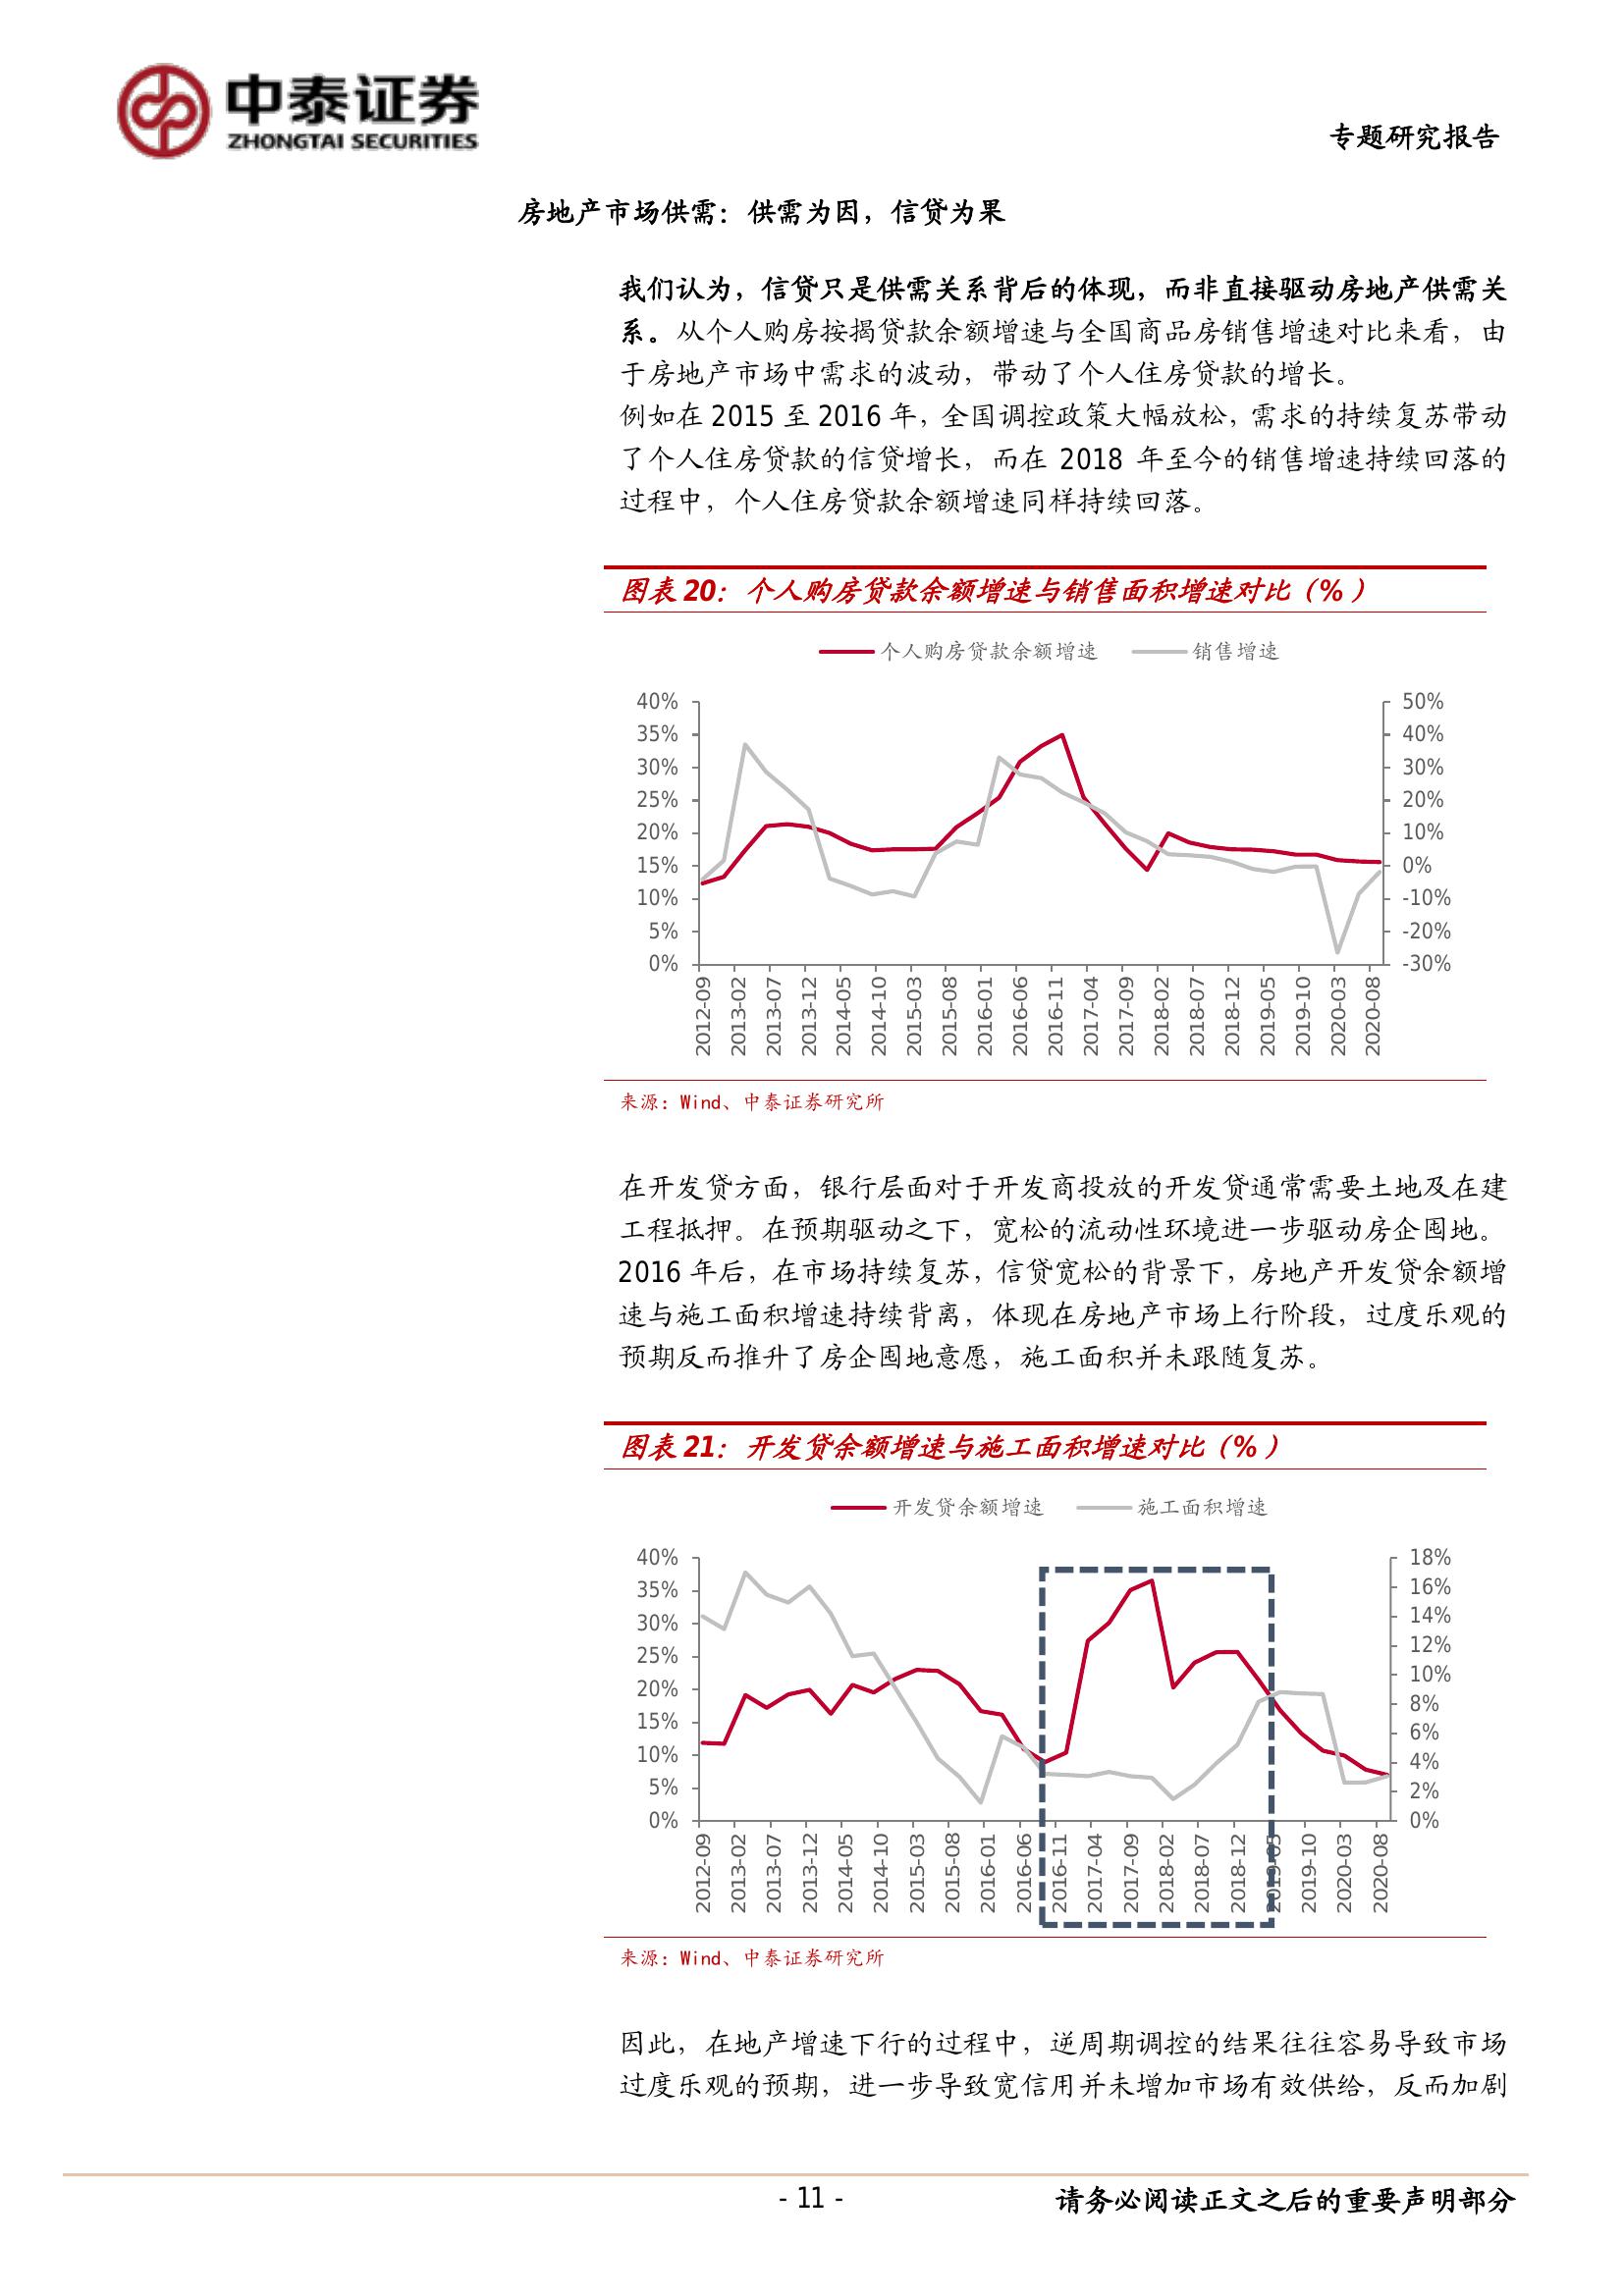 中泰证券
ZHONGTAI SECURITIES
专题研究报告
房地产市场供需：供需为因，信贷为果
我们认为，信贷只是供需关系背后的体现，而非直接驱动房地产供需关
系。从个人购房按揭贷款余额增速与全国商品房销售增速对比来看，由
于房地产市场中需求的波动，带动了个人住房贷款的增长。
例如在 2015 至 2016 年，全国调控政策大幅放松，需求的持续复苏带动
了个人住房贷款的信贷增长，而在 2018 年至今的销售增速持续回落的
过程中，个人住房贷款余额增速同样持续回落。
图表 20：个人购房贷款余额增速与销售面积增速对比（%）
个人购房贷款余额增速 销售增速
40% 50%
35% 40%
30% 30%
25% 20%
20% 10%
15% 0%
10% -10%
5% -20%
0% -30%
2012-09 2013-02 2013-07 2013-12 2014-05 2014-10 2015-03 2015-08 2016-01 2016-06 2016-11 2017-04 2017-09 2018-02 2018-07 2018-12 2019-05 2019-10 2020-03 2020-08
来源：Wind、中泰证券研究所
在开发贷方面，银行层面对于开发商投放的开发贷通常需要土地及在建
工程抵押。在预期驱动之下，宽松的流动性环境进一步驱动房企囤地。
2016 年后，在市场持续复苏，信贷宽松的背景下，房地产开发贷余额增
速与施工面积增速持续背离，体现在房地产市场上行阶段，过度乐观的
预期反而推升了房企囤地意愿，施工面积并未跟随复苏。
图表 21：开发贷余额增速与施工面积增速对比（%）
开发贷余额增速 施工面积增速
40% 18%
35% 16%
30% 14%
25% 12%
20% 10%
15% 8%
10% 6%
5% 4%
0% 2%
0%
2012-09 2013-02 2013-07 2013-12 2014-05 2014-10 2015-03 2015-08 2016-01 2016-06 2016-11 2017-04 2017-09 2018-02 2018-07 2018-12 2019-05 2019-10 2020-03 2020-08
来源：Wind、中泰证券研究所
因此，在地产增速下行的过程中，逆周期调控的结果往往容易导致市场
过度乐观的预期，进一步导致宽信用并未增加市场有效供给，反而加剧
- 11 -
请务必阅读正文之后的重要声明部分